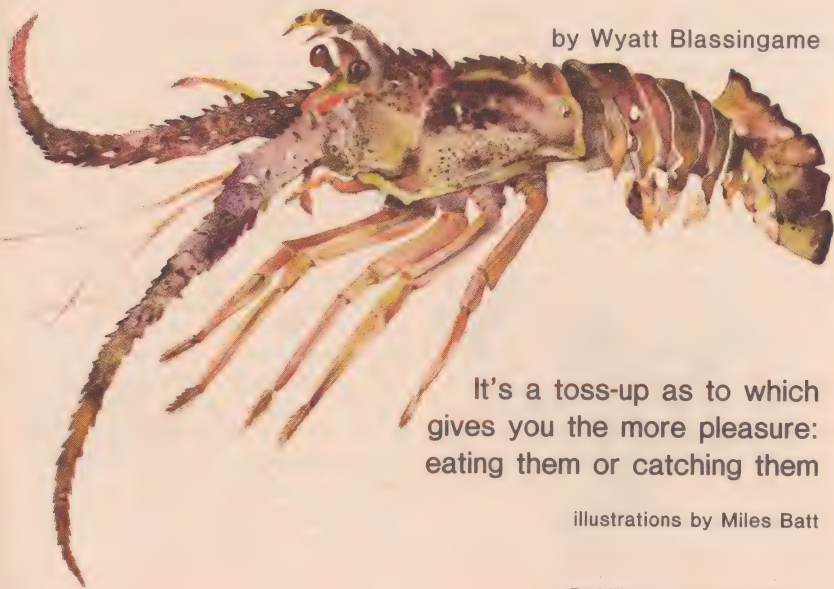 by Wyatt Blassingame
It's a toss-up as to which
gives you the more pleasure:
eating them or catching them
illustrations by Miles Batt